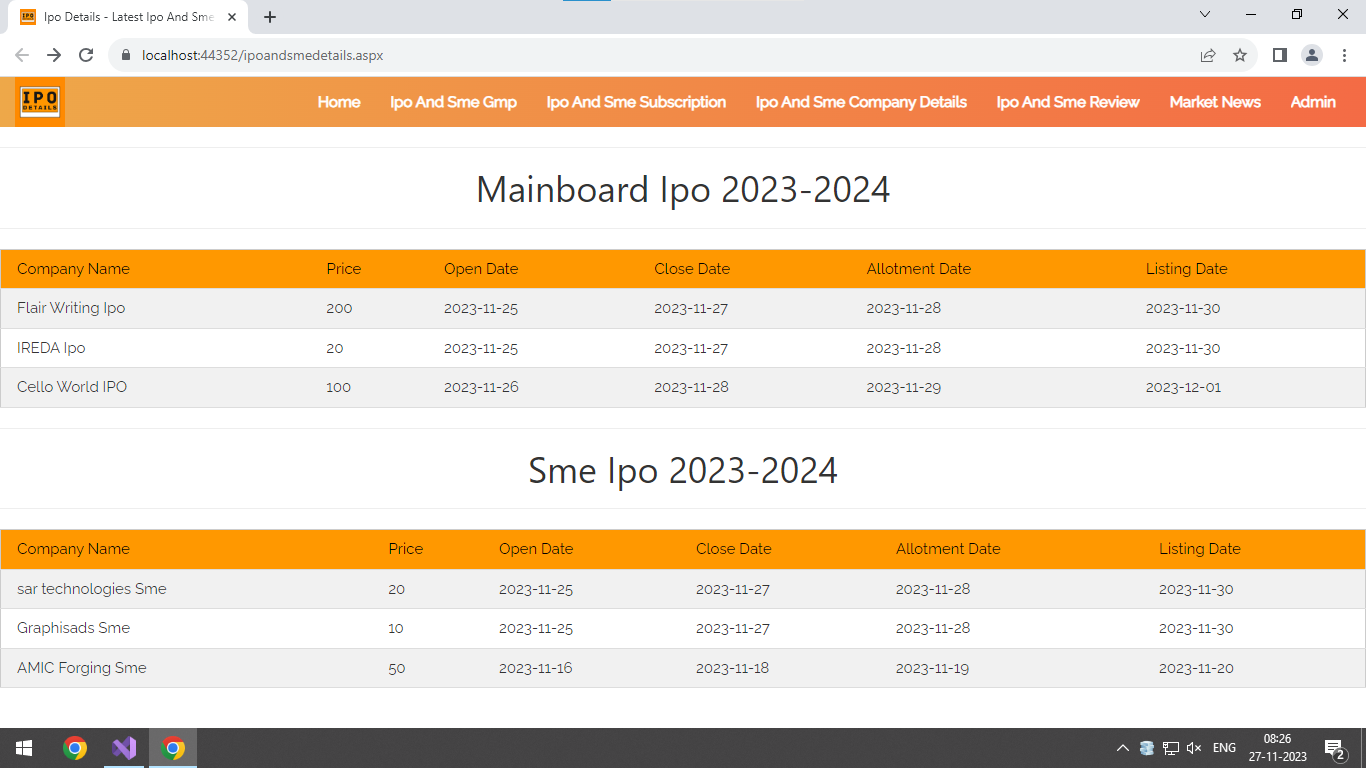 Ipo Details - Latest Ipo And Sme
localhost:44352/ipoandsmedetails.aspx
IPO
DETAILS
Home Ipo And Sme Gmp Ipo And Sme Subscription Ipo And Sme Company Details Ipo And Sme Review Market News Admin
Mainboard Ipo 2023-2024
Company Name Price Open Date Close Date Allotment Date Listing Date
Flair Writing Ipo 200 2023-11-25 2023-11-27 2023-11-28 2023-11-30
IREDA Ipo 20 2023-11-25 2023-11-27 2023-11-28 2023-11-30
Cello World IPO 100 2023-11-26 2023-11-28 2023-11-29 2023-12-01
Sme Ipo 2023-2024
Company Name Price Open Date Close Date Allotment Date Listing Date
sar technologies Sme 20 2023-11-25 2023-11-27 2023-11-28 2023-11-30
Graphisads Sme 10 2023-11-25 2023-11-27 2023-11-28 2023-11-30
AMIC Forging Sme 50 2023-11-16 2023-11-18 2023-11-19 2023-11-20
ENG
08:26
27-11-2023
2